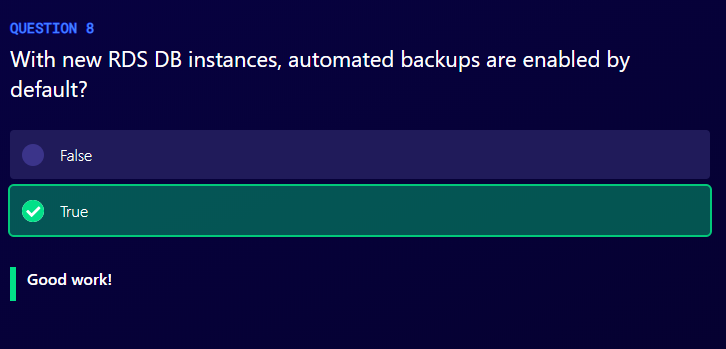 QUESTION 8
With new RDS DB instances, automated backups are enabled by
default?
False
True
Good work!